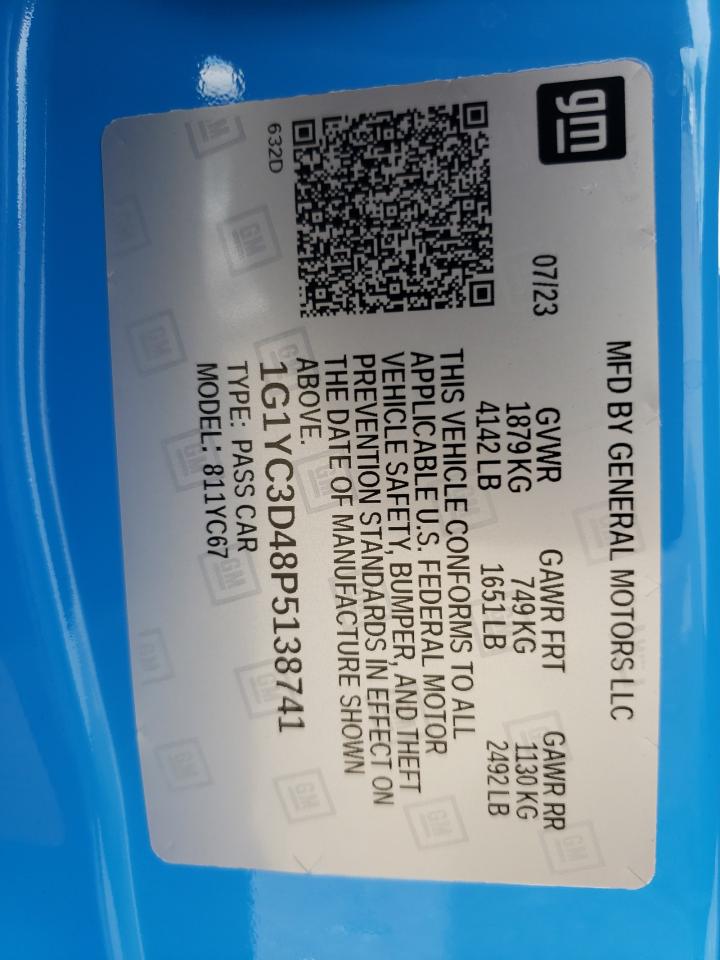 gm
MFD BY GENERAL MOTORS LLC
07/23
GVWR GAWR FRT GAWR RR
1879 KG 749 KG 1130 KG
4142 LB 1651 LB 2492 LB
THIS VEHICLE CONFORMS TO ALL
APPLICABLE U.S. FEDERAL MOTOR
VEHICLE SAFETY, BUMPER, AND THEFT
PREVENTION STANDARDS IN EFFECT ON
THE DATE OF MANUFACTURE SHOWN
ABOVE.
632D
1G1YC3D48P5138741
TYPE: PASS CAR
MODEL: 811YC67